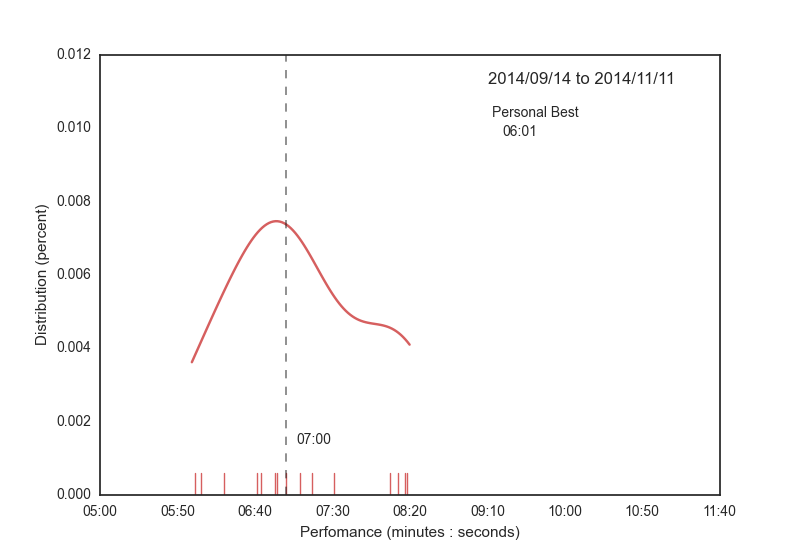 0.012
2014/09/14 to 2014/11/11
Personal Best
06:01
0.010
0.008
0.006
0.004
0.002
0.000
Distribution (percent)
07:00
05:00 05:50 06:40 07:30 08:20 09:10 10:00 10:50 11:40
Perfomance (minutes : seconds)